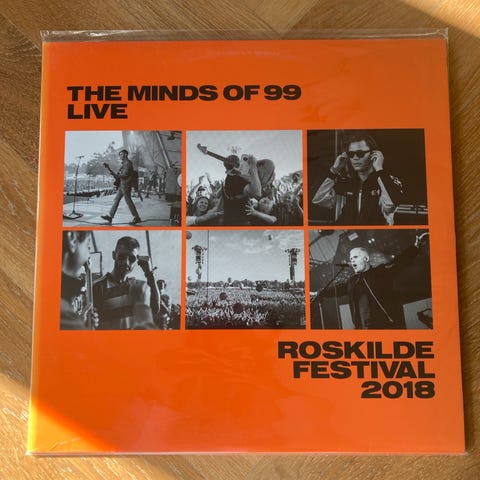 THE MINDS OF 99
LIVE
ROSKILDE
FESTIVAL
2018